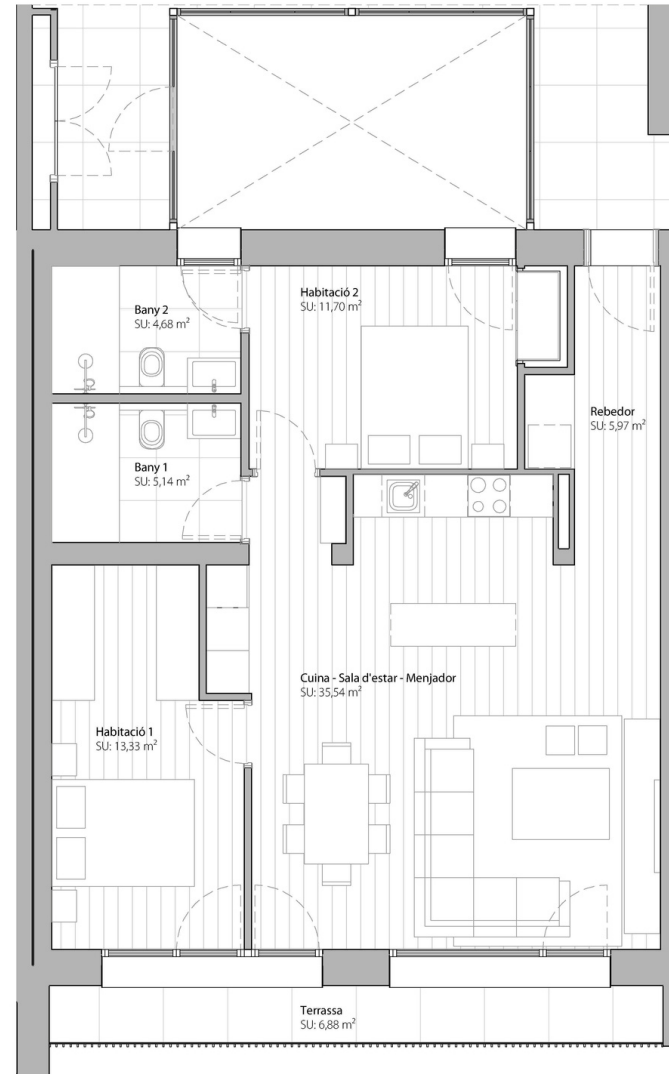 Habitació 2
SU: 11,70 m²
Bany 2
SU: 4,68 m²
Rebedor
SU: 5,97 m²
Bany 1
SU: 5,14 m²
Cuina - Sala d'estar - Menjador
SU: 35,54 m²
Habitació 1
SU: 13,33 m²
Terrassa
SU: 6,88 m²